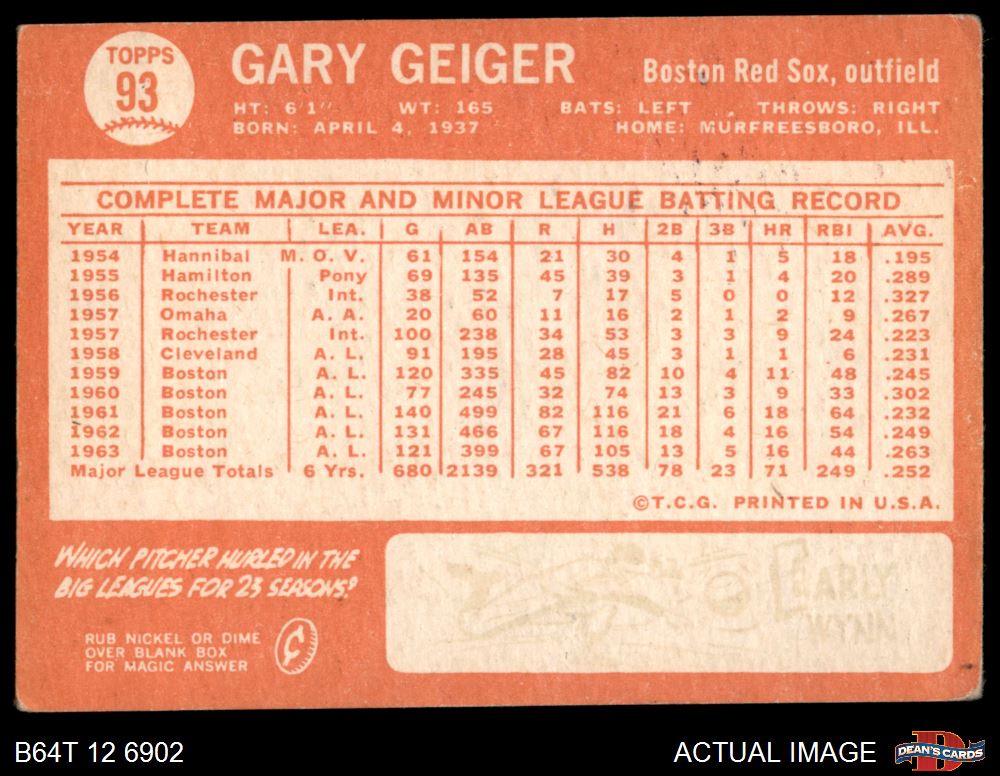 TOPPS
93
GARY GEIGER
Boston Red Sox, outfield
HT: 6'1" WT: 165 BATS: LEFT THROWS: RIGHT
BORN: APRIL 4, 1937 HOME: MURFREESBORO, ILL.
COMPLETE MAJOR AND MINOR LEAGUE BATTING RECORD
YEAR TEAM LEA. G AB R H 2B 3B HR RBI AVG.
1954 Hannibal M. O. V. 61 154 21 30 4 1 5 18 .195
1955 Hamilton Pony 69 135 45 39 3 1 4 20 .289
1956 Rochester Int. 38 52 7 17 5 0 0 12 .327
1957 Omaha A. A. 20 60 11 16 2 1 2 9 .267
1957 Rochester Int. 100 238 34 53 3 3 9 24 .223
1958 Cleveland A. L. 91 195 28 45 3 1 1 6 .231
1959 Boston A. L. 120 335 45 82 10 4 11 48 .245
1960 Boston A. L. 77 245 32 74 13 3 9 33 .302
1961 Boston A. L. 140 499 82 116 21 6 18 64 .232
1962 Boston A. L. 131 466 67 116 18 4 16 54 .249
1963 Boston A. L. 121 399 67 105 13 5 16 44 .263
Major League Totals 6 Yrs. 680 2139 321 538 78 23 71 249 .252
©T.C.G. PRINTED IN U.S.A.
WHICH PITCHER HURLED IN THE
BIG LEAGUES FOR 23 SEASONS?
RUB NICKEL OR DIME
OVER BLANK BOX
FOR MAGIC ANSWER
¢
EARLY
WYNN
B64T 12 6902
ACTUAL IMAGE
D
DEAN'S CARDS